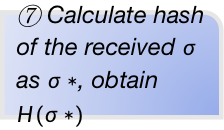 ⑦ Calculate hash
of the received σ
as σ *, obtain
H(σ *)